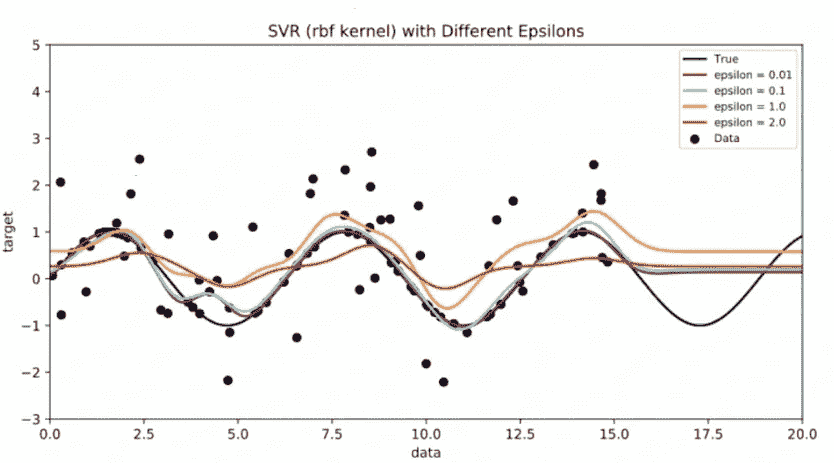 SVR (rbf kernel) with Different Epsilons
5
4
3
2
1
0
−1
−2
−3
target
True
epsilon = 0.01
epsilon = 0.1
epsilon = 1.0
epsilon = 2.0
Data
0.0 2.5 5.0 7.5 10.0 12.5 15.0 17.5 20.0
data